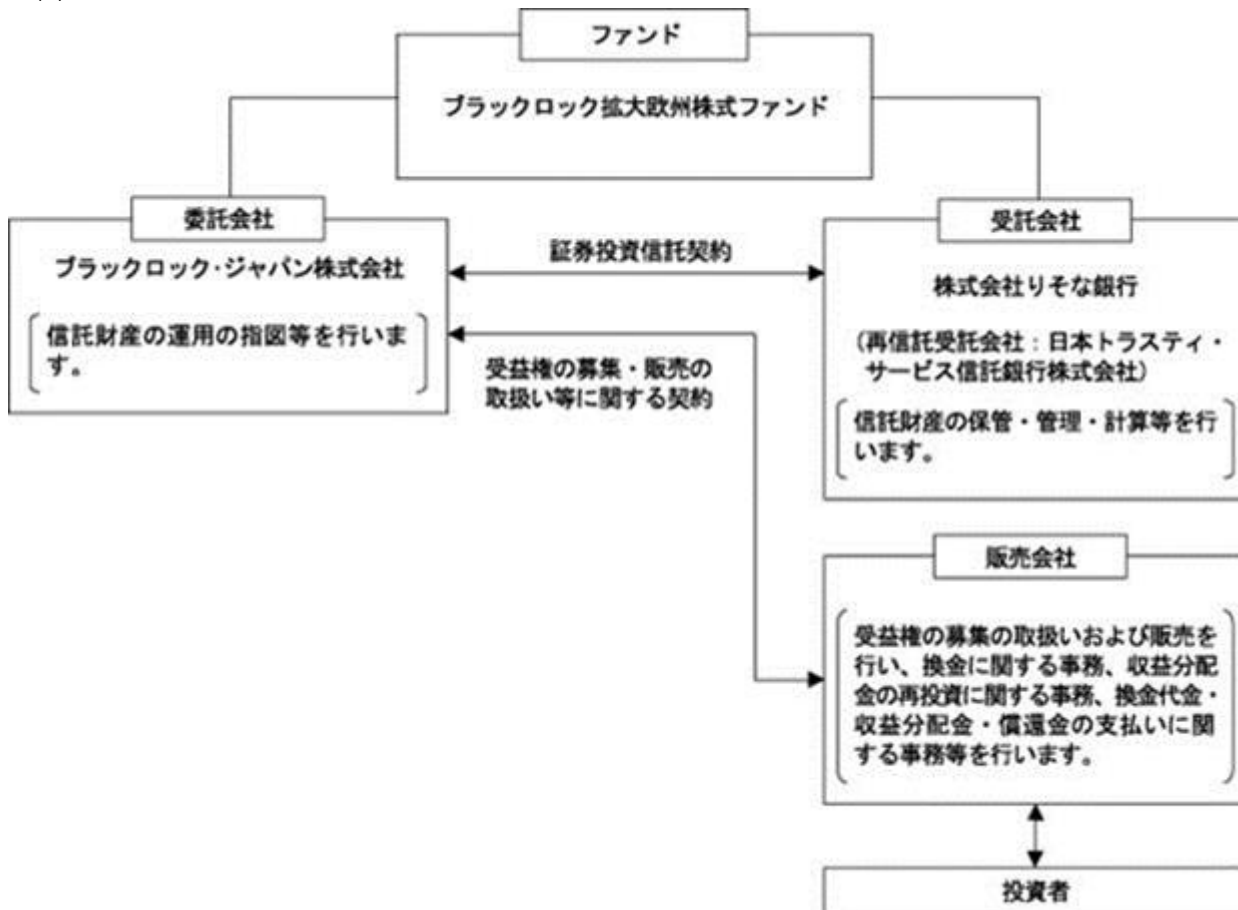 ファンド
ブラックロック拡大欧州株式ファンド
委託会社
ブラックロック・ジャパン株式会社
信託財産の運用の指図等を行いま
す。
証券投資信託契約
受益権の募集・販売の
取扱い等に関する契約
受託会社
株式会社りそな銀行
(再信託受託会社:日本トラスティ・
サービス信託銀行株式会社)
信託財産の保管・管理・計算等を行
います。
販売会社
受益権の募集の取扱いおよび販売を
行い、換金に関する事務、収益分配
金の再投資に関する事務、換金代金・
収益分配金・償還金の支払いに関
する事務等を行います。
投資者